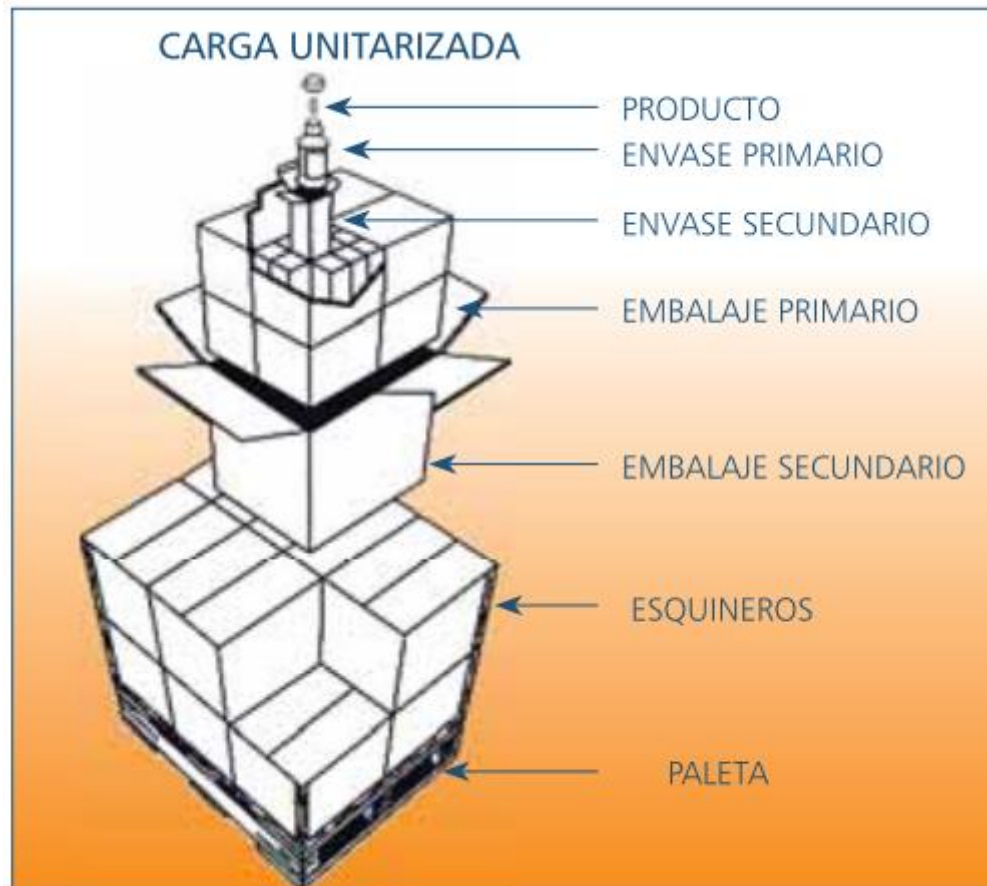 CARGA UNITARIZADA
PRODUCTO
ENVASE PRIMARIO
ENVASE SECUNDARIO
EMBALAJE PRIMARIO
EMBALAJE SECUNDARIO
ESQUINEROS
PALETA